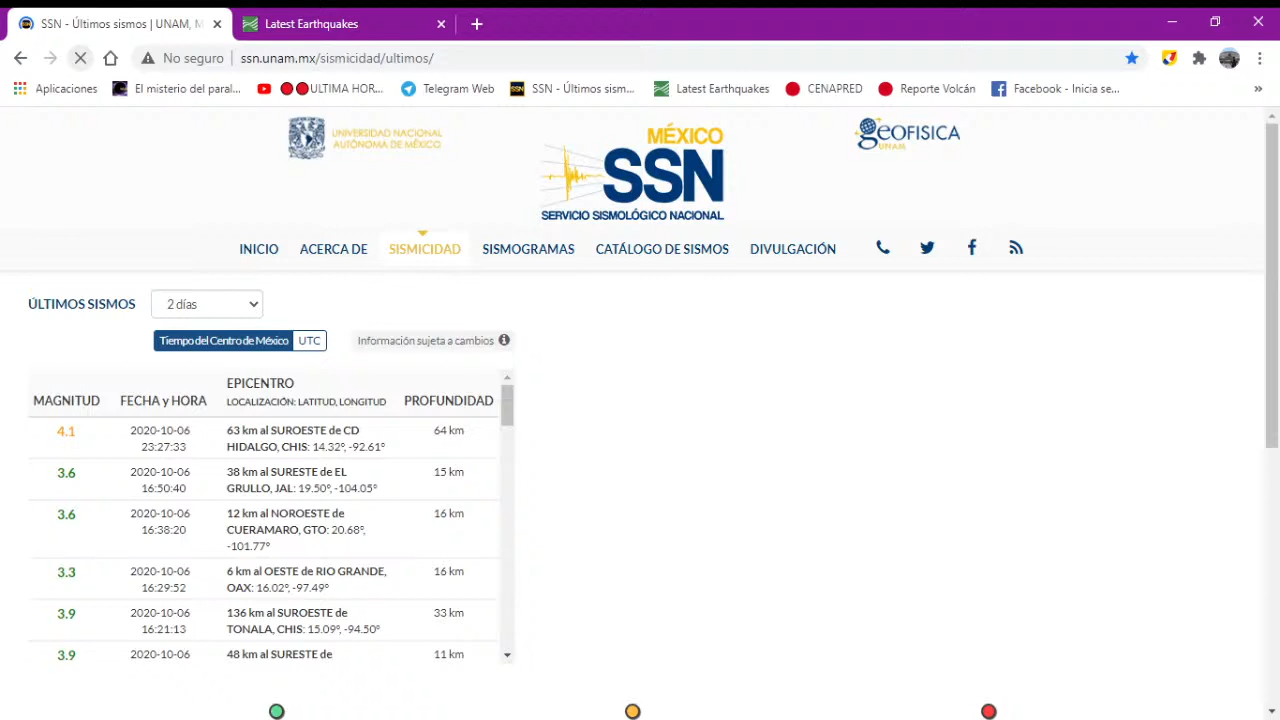 SSN - Últimos sismos | UNAM, M
Latest Earthquakes
No seguro
ssn.unam.mx/sismicidad/ultimos/
Aplicaciones
El misterio del paral...
ULTIMA HOR...
Telegram Web
SSN - Últimos sism...
Latest Earthquakes
CENAPRED
Reporte Volcán
Facebook - Inicia se...
»
UNIVERSIDAD NACIONAL
AUTÓNOMA DE MÉXICO
MÉXICO
SSN
SERVICIO SISMOLÓGICO NACIONAL
GEOFISICA
UNAM
INICIO
ACERCA DE
SISMICIDAD
SISMOGRAMAS
CATÁLOGO DE SISMOS
DIVULGACIÓN
ÚLTIMOS SISMOS
2 días
Tiempo del Centro de México
UTC
Información sujeta a cambios
MAGNITUD
FECHA y HORA
EPICENTRO
LOCALIZACIÓN: LATITUD, LONGITUD
PROFUNDIDAD
4.1
2020-10-06
23:27:33
63 km al SUROESTE de CD
HIDALGO, CHIS: 14.32°, -92.61°
64 km
3.6
2020-10-06
16:50:40
38 km al SURESTE de EL
GRULLO, JAL: 19.50°, -104.05°
15 km
3.6
2020-10-06
16:38:20
12 km al NOROESTE de
CUERAMARO, GTO: 20.68°,
-101.77°
16 km
3.3
2020-10-06
16:29:52
6 km al OESTE de RIO GRANDE,
OAX: 16.02°, -97.49°
16 km
3.9
2020-10-06
16:21:13
136 km al SUROESTE de
TONALA, CHIS: 15.09°, -94.50°
33 km
3.9
2020-10-06
48 km al SURESTE de
11 km